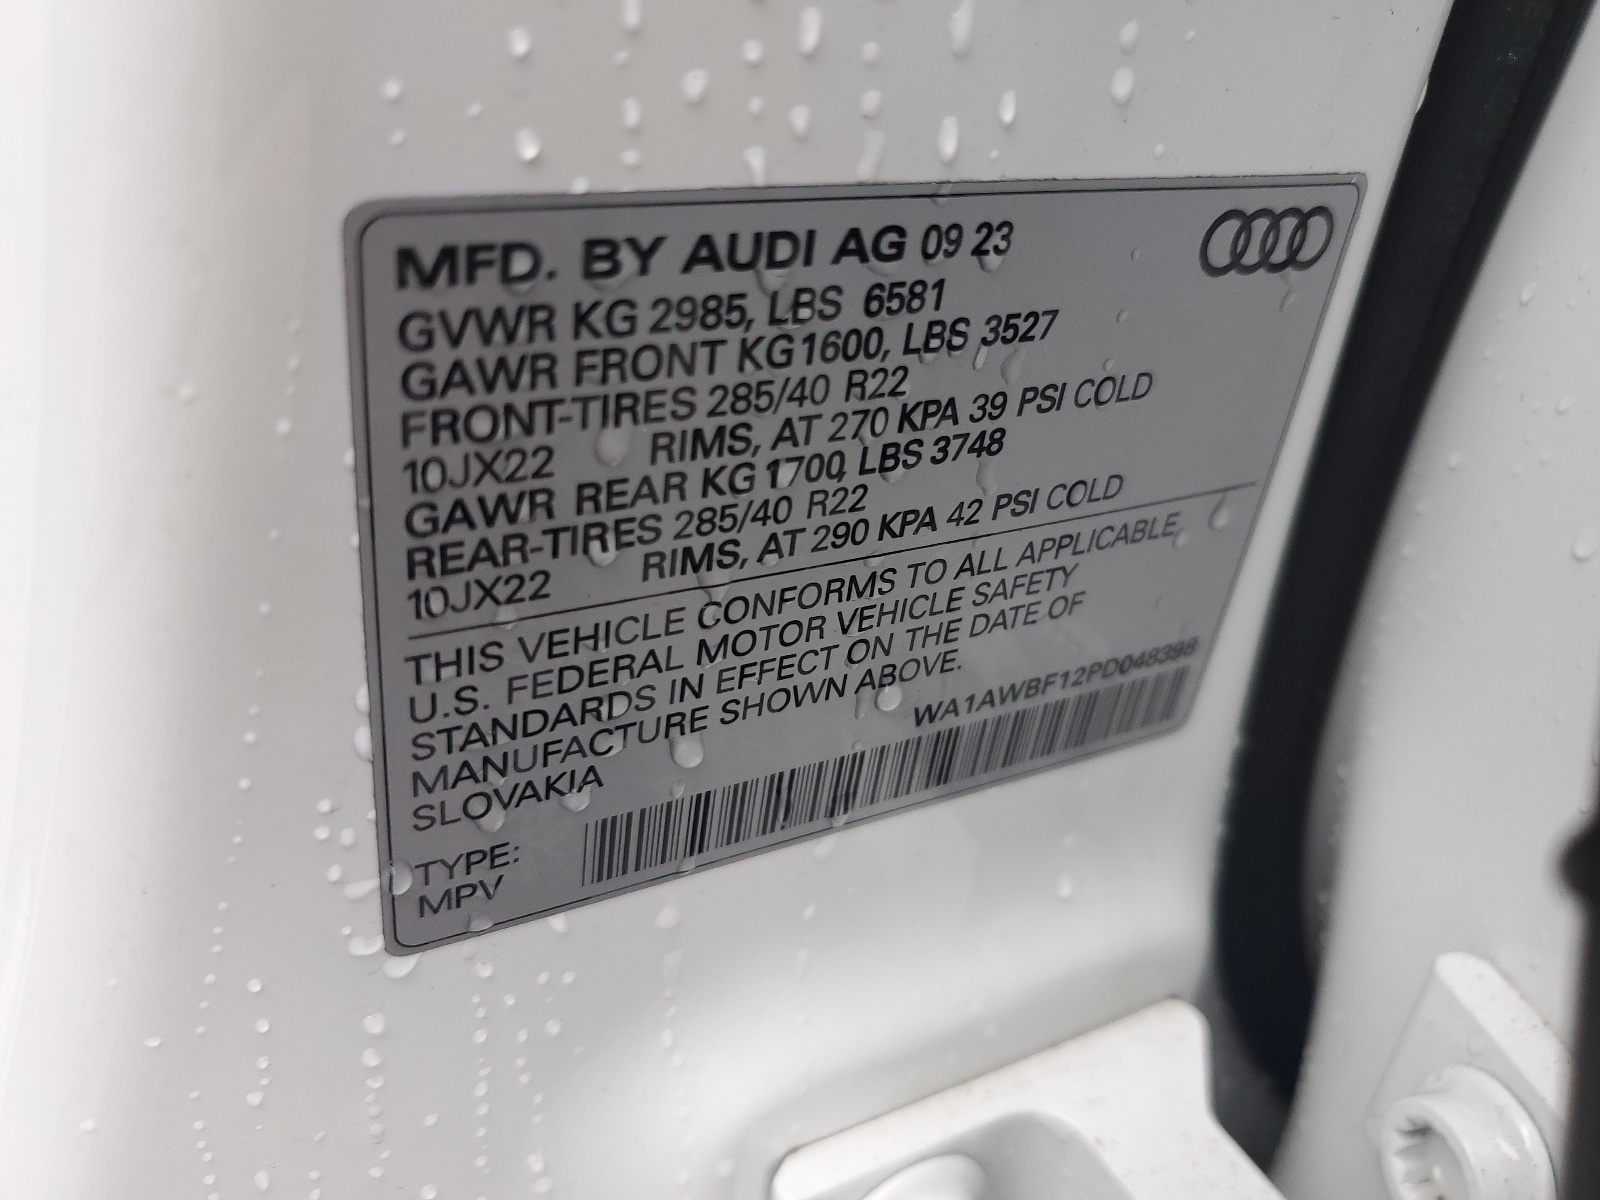 MFD. BY AUDI AG 09 23
GVWR KG 2985, LBS 6581
GAWR FRONT KG 1600, LBS 3527
FRONT-TIRES 285/40 R22
10JX22 RIMS, AT 270 KPA 39 PSI COLD
GAWR REAR KG 1700, LBS 3748
REAR-TIRES 285/40 R22
10JX22 RIMS, AT 290 KPA 42 PSI COLD
THIS VEHICLE CONFORMS TO ALL APPLICABLE
U.S. FEDERAL MOTOR VEHICLE SAFETY
STANDARDS IN EFFECT ON THE DATE OF
MANUFACTURE SHOWN ABOVE.
SLOVAKIA
WA1AWBF12PD048398
TYPE:
MPV